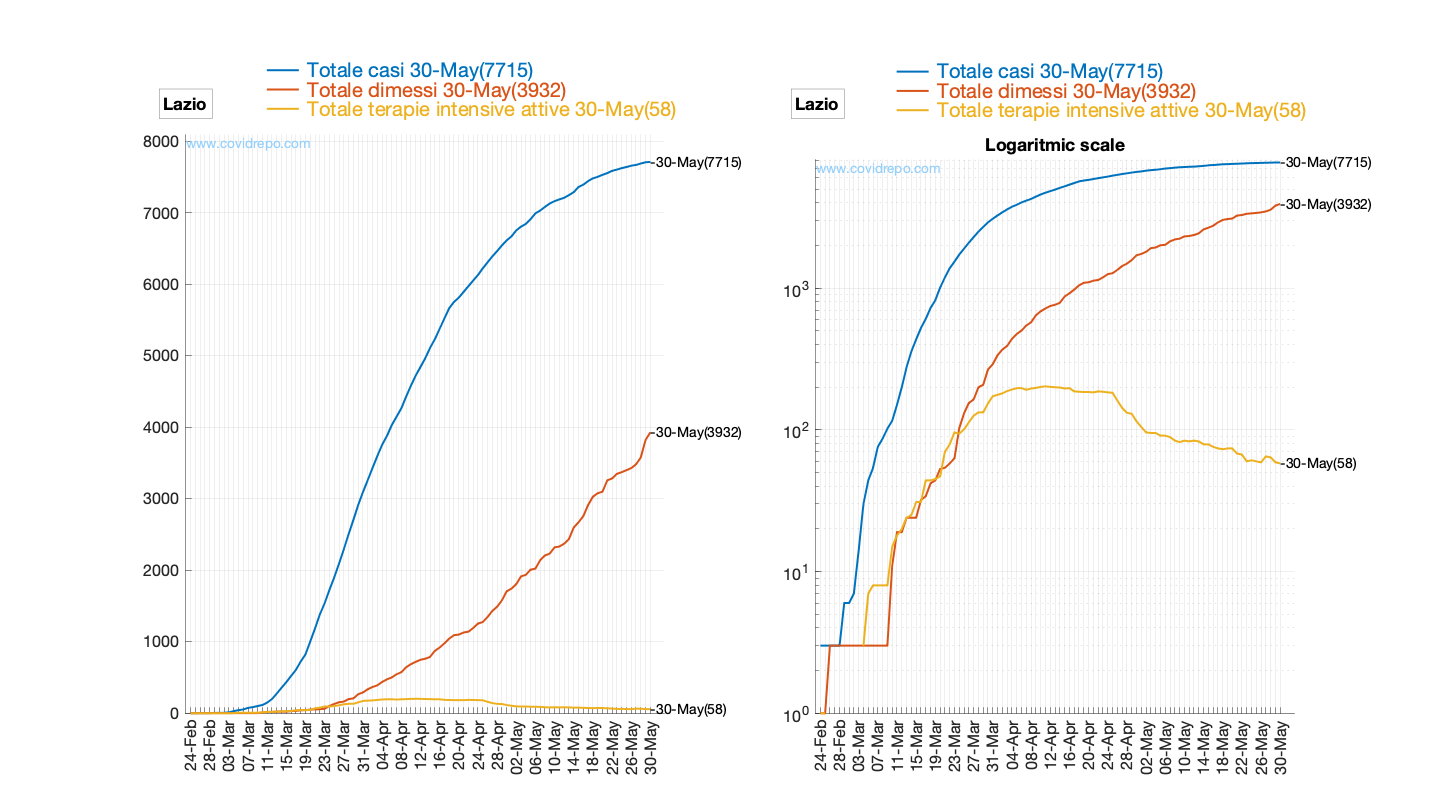 Totale casi 30-May(7715)
Totale dimessi 30-May(3932)
Totale terapie intensive attive 30-May(58)
Lazio
www.covidrepo.com
8000
7000
6000
5000
4000
3000
2000
1000
0
30-May(7715)
30-May(3932)
30-May(58)
24-Feb
28-Feb
03-Mar
07-Mar
11-Mar
15-Mar
19-Mar
23-Mar
27-Mar
31-Mar
04-Apr
08-Apr
12-Apr
16-Apr
20-Apr
24-Apr
28-Apr
02-May
06-May
10-May
14-May
18-May
22-May
26-May
30-May
Totale casi 30-May(7715)
Totale dimessi 30-May(3932)
Totale terapie intensive attive 30-May(58)
Lazio
Logaritmic scale
www.covidrepo.com
10³
10²
10¹
10⁰
30-May(7715)
30-May(3932)
30-May(58)
24-Feb
28-Feb
03-Mar
07-Mar
11-Mar
15-Mar
19-Mar
23-Mar
27-Mar
31-Mar
04-Apr
08-Apr
12-Apr
16-Apr
20-Apr
24-Apr
28-Apr
02-May
06-May
10-May
14-May
18-May
22-May
26-May
30-May